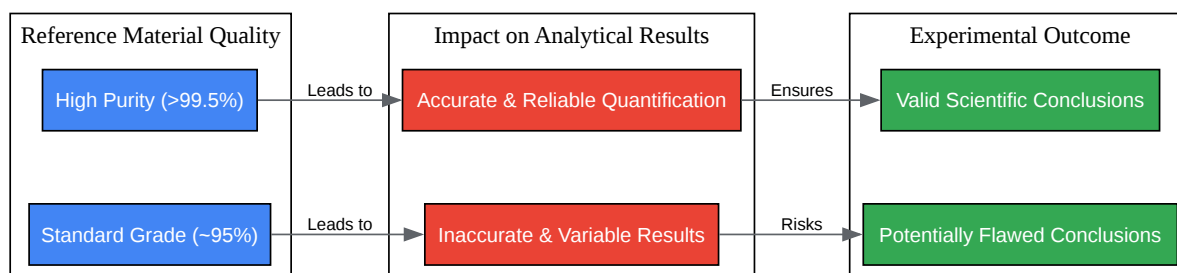 Reference Material Quality
Impact on Analytical Results
Experimental Outcome
High Purity (>99.5%)
Leads to
Accurate & Reliable Quantification
Ensures
Valid Scientific Conclusions
Standard Grade (~95%)
Leads to
Inaccurate & Variable Results
Risks
Potentially Flawed Conclusions